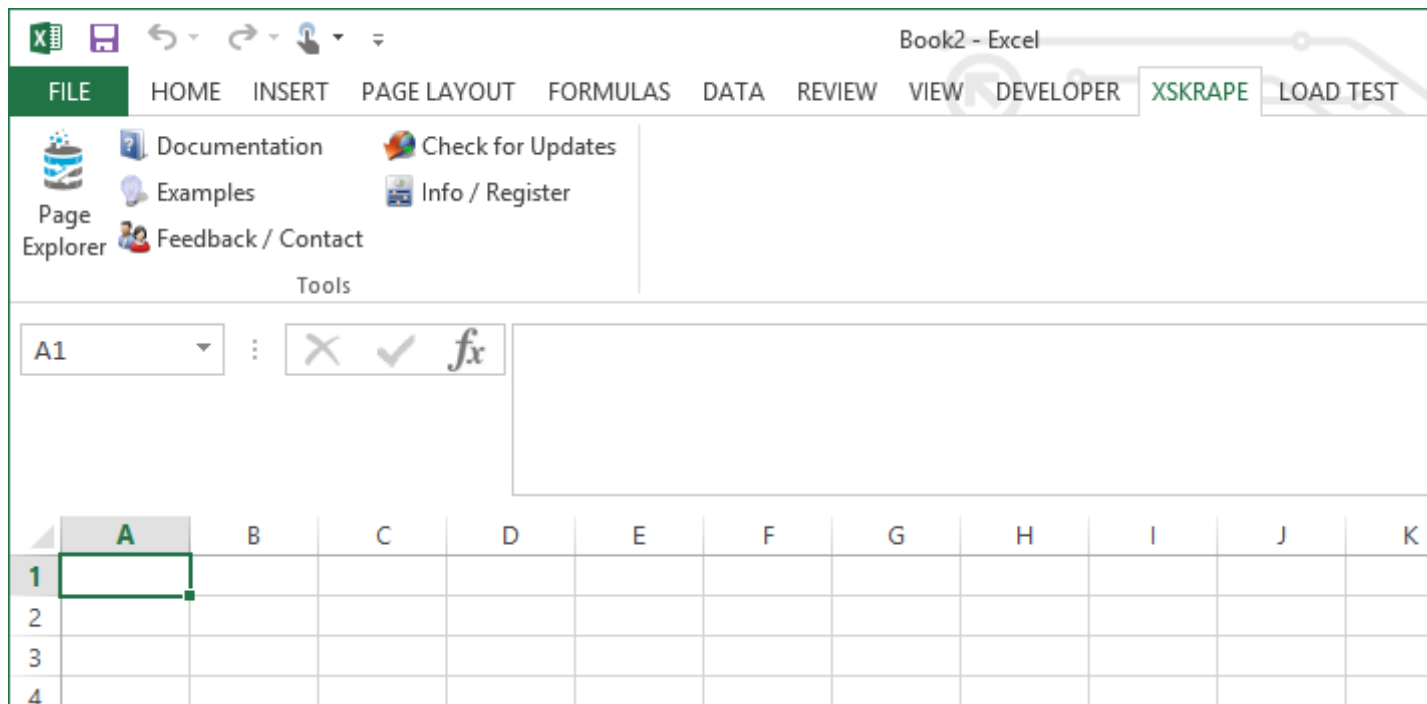 Book2 - Excel
FILE HOME INSERT PAGE LAYOUT FORMULAS DATA REVIEW VIEW DEVELOPER XSKRAPE LOAD TEST
Page Explorer
Documentation
Examples
Feedback / Contact
Check for Updates
Info / Register
Tools
A1 fx
A B C D E F G H I J K
1
2
3
4